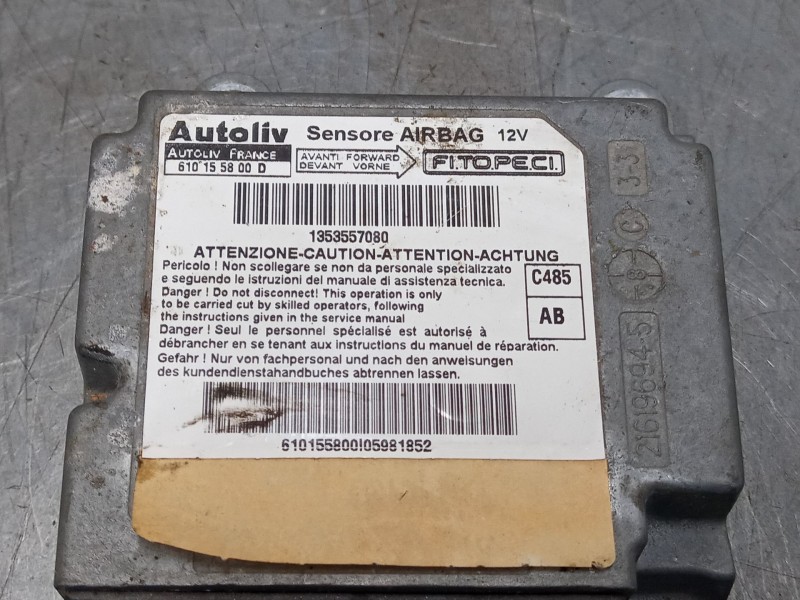 Autoliv Sensore AIRBAG 12V
AUTOLIV FRANCE
610 15 58 00 D
AVANTI FORWARD
DEVANT VORNE
F.I.T.O.P.E.C.I.
1353557080
ATTENZIONE-CAUTION-ATTENTION-ACHTUNG
Pericolo ! Non scollegare se non da personale specializzato
e seguendo le istruzioni del manuale di assistenza tecnica.
Danger ! Do not disconnect! This operation is only
to be carried cut by skilled operators, following
the instructions given in the service manual
Danger ! Seul le personnel spécialisé est autorisé à
débrancher en se tenant aux instructions du manuel de réparation.
Gefahr ! Nur von fachpersonal und nach den anweisungen
des kundendienstahandbuches abtrennen lassen.
C485
AB
610155800I05981852
3-3
21619694-5